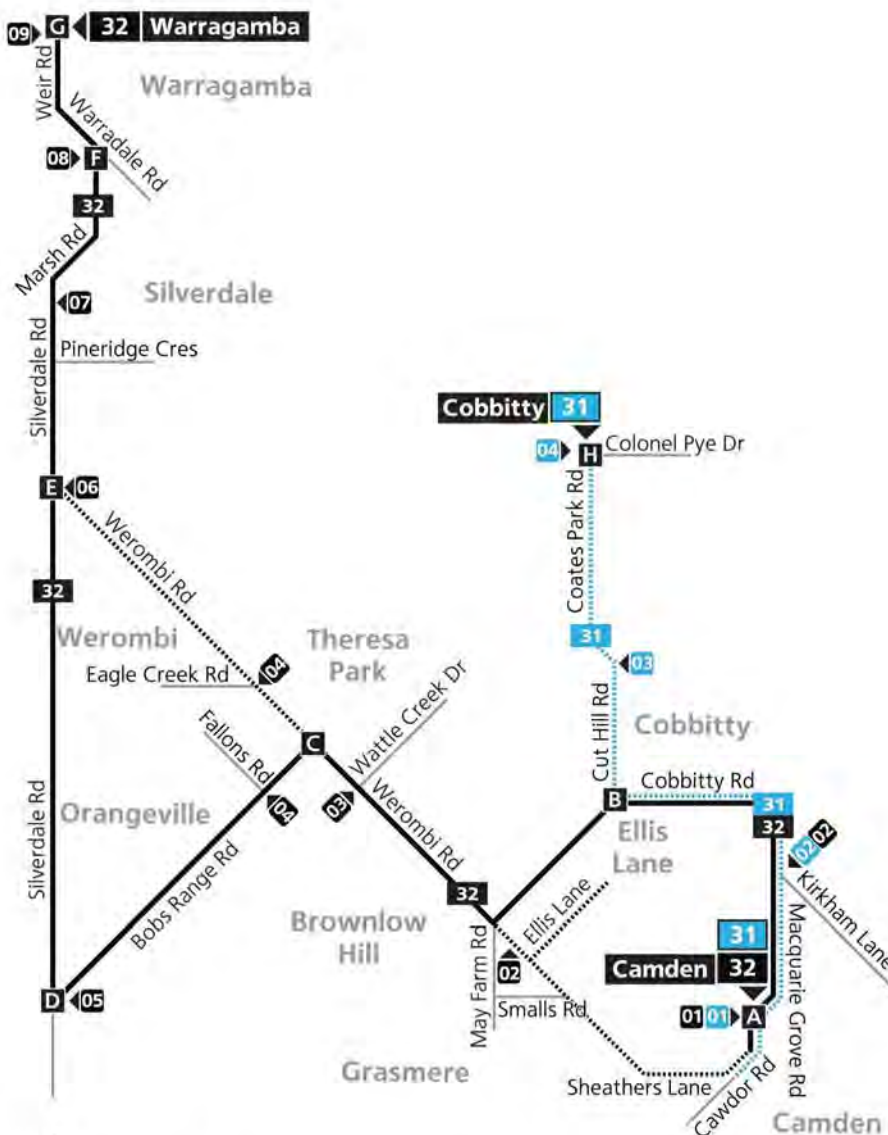 09
G
32 Warragamba
Weir Rd
Warragamba
Warradale Rd
08
F
32
Marsh Rd
Silverdale
07
Silverdale Rd
Pineridge Cres
Cobbitty 31
04
H
Colonel Pye Dr
E
06
Werombi Rd
Coates Park Rd
32
31
Werombi
Theresa
Park
04
Eagle Creek Rd
03
Cut Hill Rd
Cobbitty
Fallons Rd
C
Wattle Creek Dr
Cobbitty Rd
Silverdale Rd
Orangeville
04
03
Werombi Rd
B
31
32
Ellis
Lane
02 02
Kirkham Lane
Bobs Range Rd
32
Brownlow
Hill
Ellis Lane
31
Camden 32
Macquarie Grove Rd
D
05
May Farm Rd
02
Smalls Rd
01 01
A
Grasmere
Sheathers Lane
Cawdor Rd
Camden